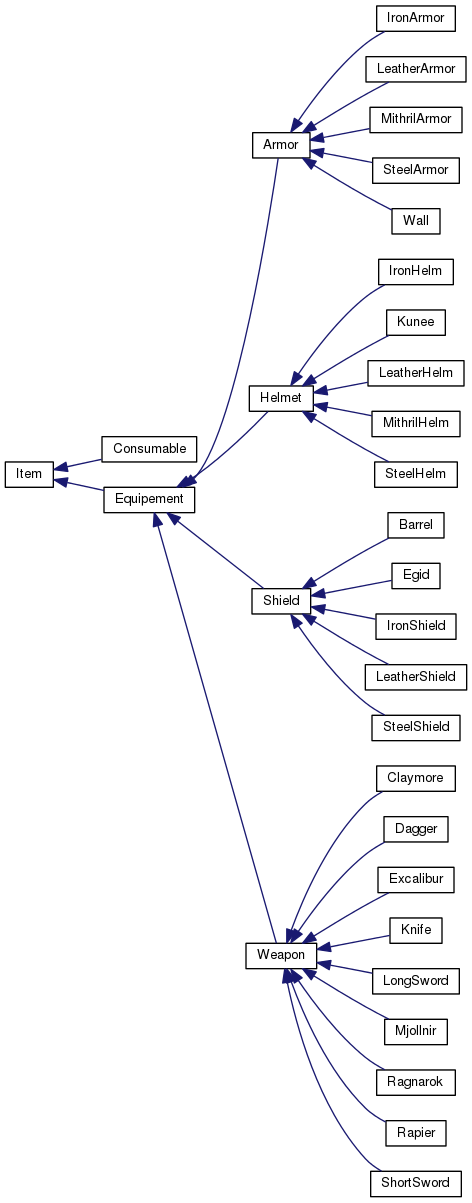 IronArmor
LeatherArmor
MithrilArmor
Armor
SteelArmor
Wall
IronHelm
Kunee
LeatherHelm
Helmet
MithrilHelm
Consumable
Item
SteelHelm
Equipement
Barrel
Egid
Shield
IronShield
LeatherShield
SteelShield
Claymore
Dagger
Excalibur
Knife
Weapon
LongSword
Mjollnir
Ragnarok
Rapier
ShortSword